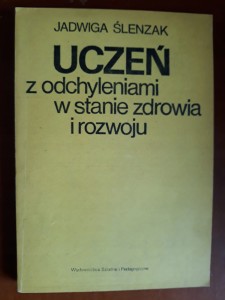 JADWIGA ŚLENZAK
UCZEŃ
z odchyleniami
w stanie zdrowia
i rozwoju
Wydawnictwa Szkolne i Pedagogiczne